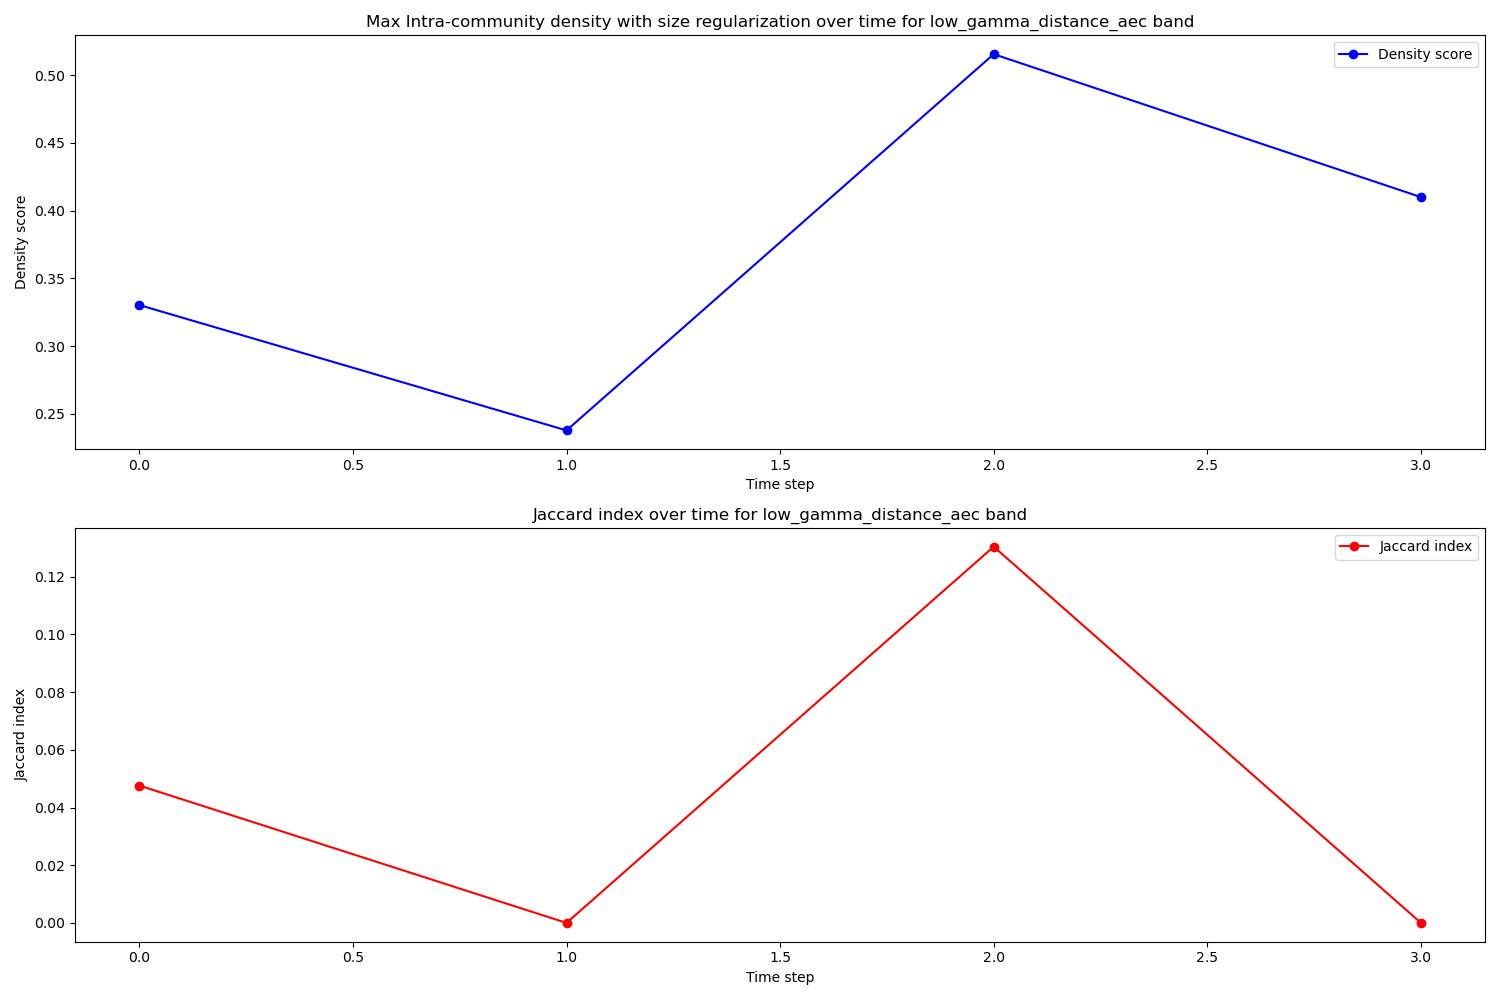 Max Intra-community density with size regularization over time for low_gamma_distance_aec band
Density score
0.50
0.45
0.40
0.35
0.30
0.25
Density score
0.0 0.5 1.0 1.5 2.0 2.5 3.0
Time step
Jaccard index over time for low_gamma_distance_aec band
Jaccard index
0.12
0.10
0.08
0.06
0.04
0.02
0.00
Jaccard index
0.0 0.5 1.0 1.5 2.0 2.5 3.0
Time step